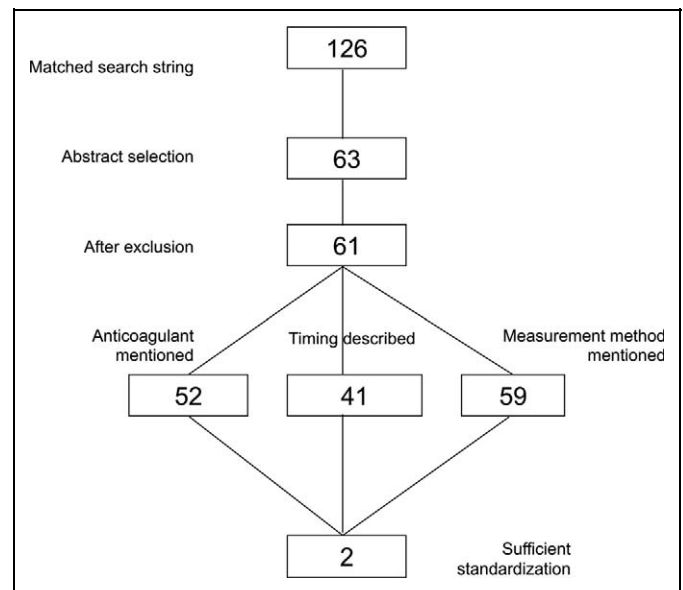 126
Matched search string
Abstract selection
63
After exclusion
61
Anticoagulant
mentioned
Timing described
Measurement method
mentioned
52
41
59
2
Sufficient
standardization